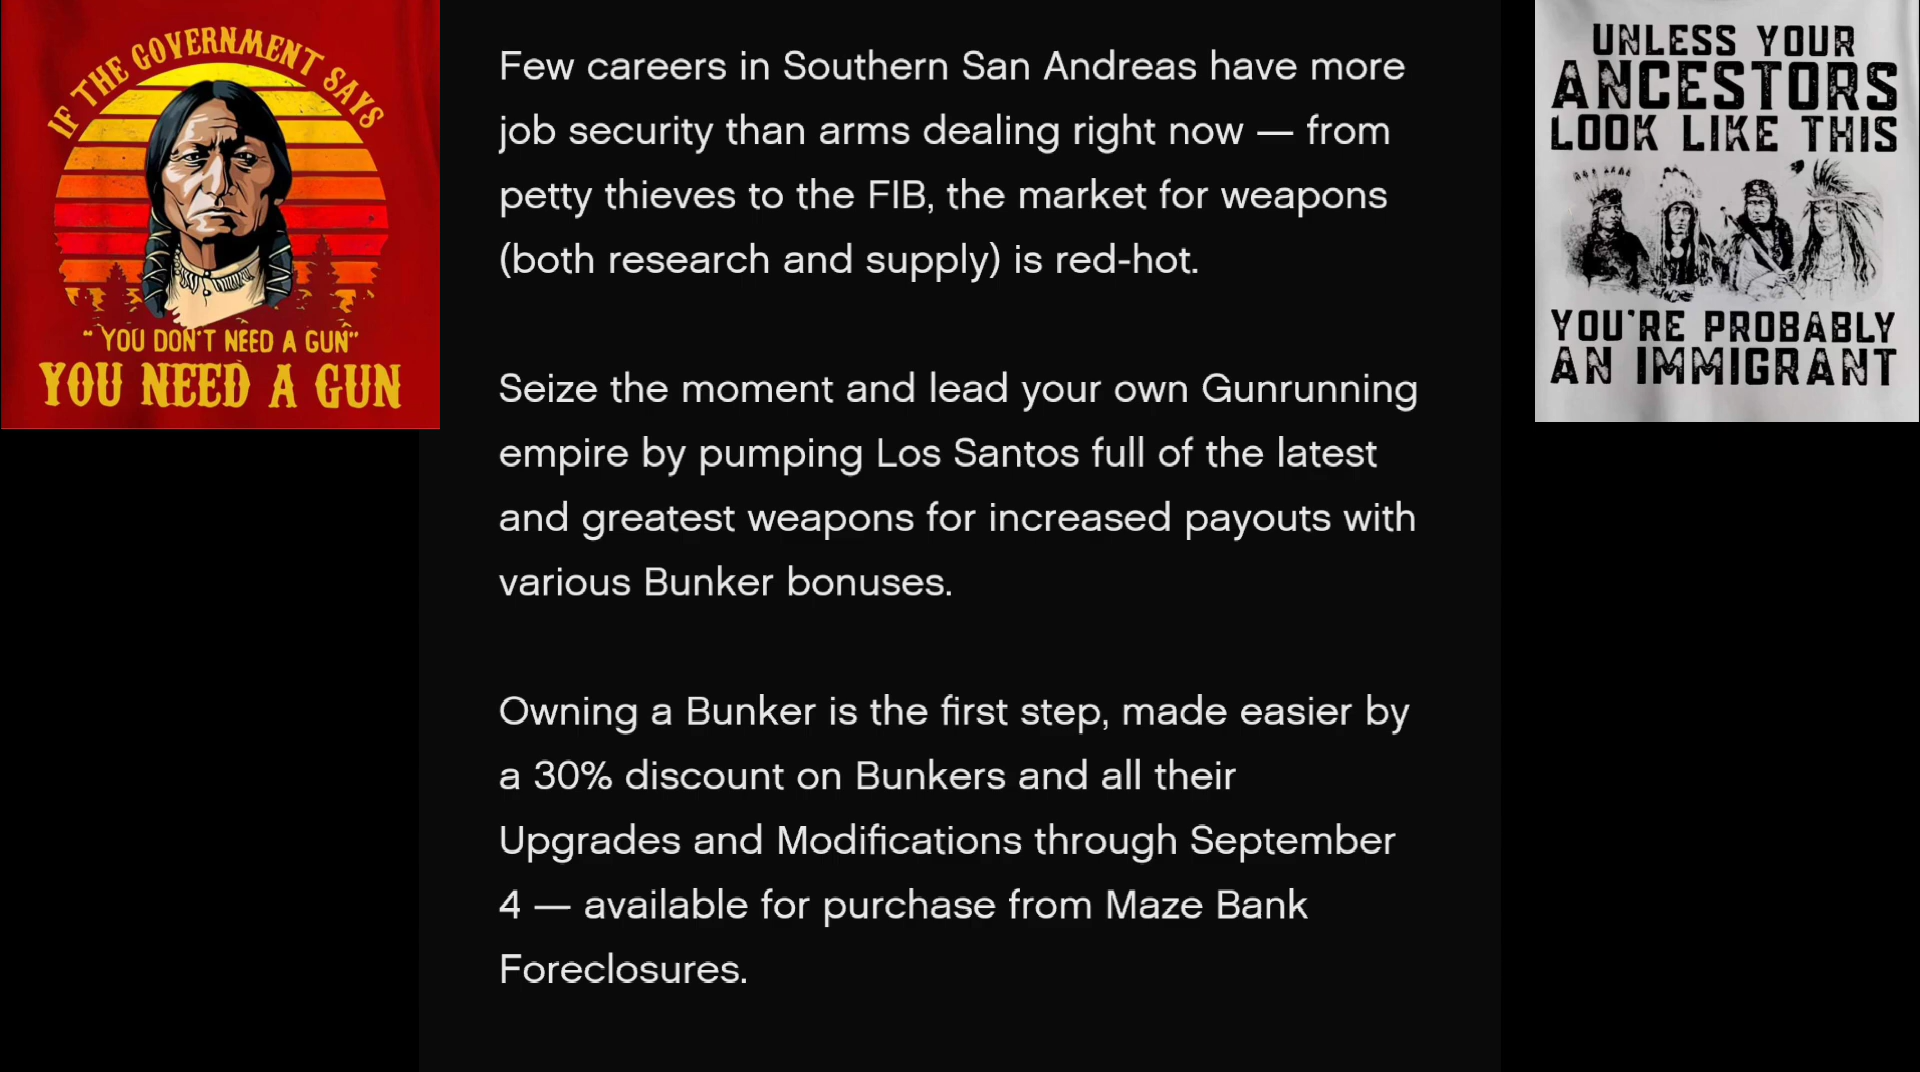 IF THE GOVERNMENT SAYS
“YOU DON'T NEED A GUN”
YOU NEED A GUN
Few careers in Southern San Andreas have more
job security than arms dealing right now — from
petty thieves to the FIB, the market for weapons
(both research and supply) is red-hot.
Seize the moment and lead your own Gunrunning
empire by pumping Los Santos full of the latest
and greatest weapons for increased payouts with
various Bunker bonuses.
Owning a Bunker is the first step, made easier by
a 30% discount on Bunkers and all their
Upgrades and Modifications through September
4 — available for purchase from Maze Bank
Foreclosures.
UNLESS YOUR
ANCESTORS
LOOK LIKE THIS
YOU'RE PROBABLY
AN IMMIGRANT